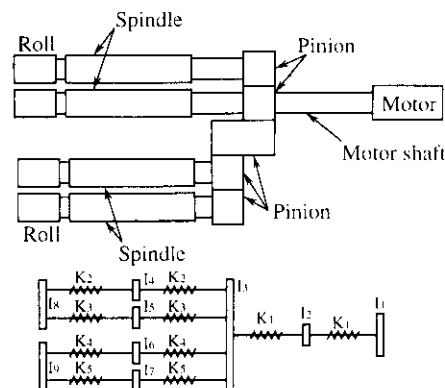 Spindle
Roll
Pinion
Motor
Motor shaft
Pinion
Roll
Spindle
K2 I4 K2 I3
I8 K3 I5 K3 K1 I2 K1 I1
K4 I6 K4
I9 K5 I7 K5